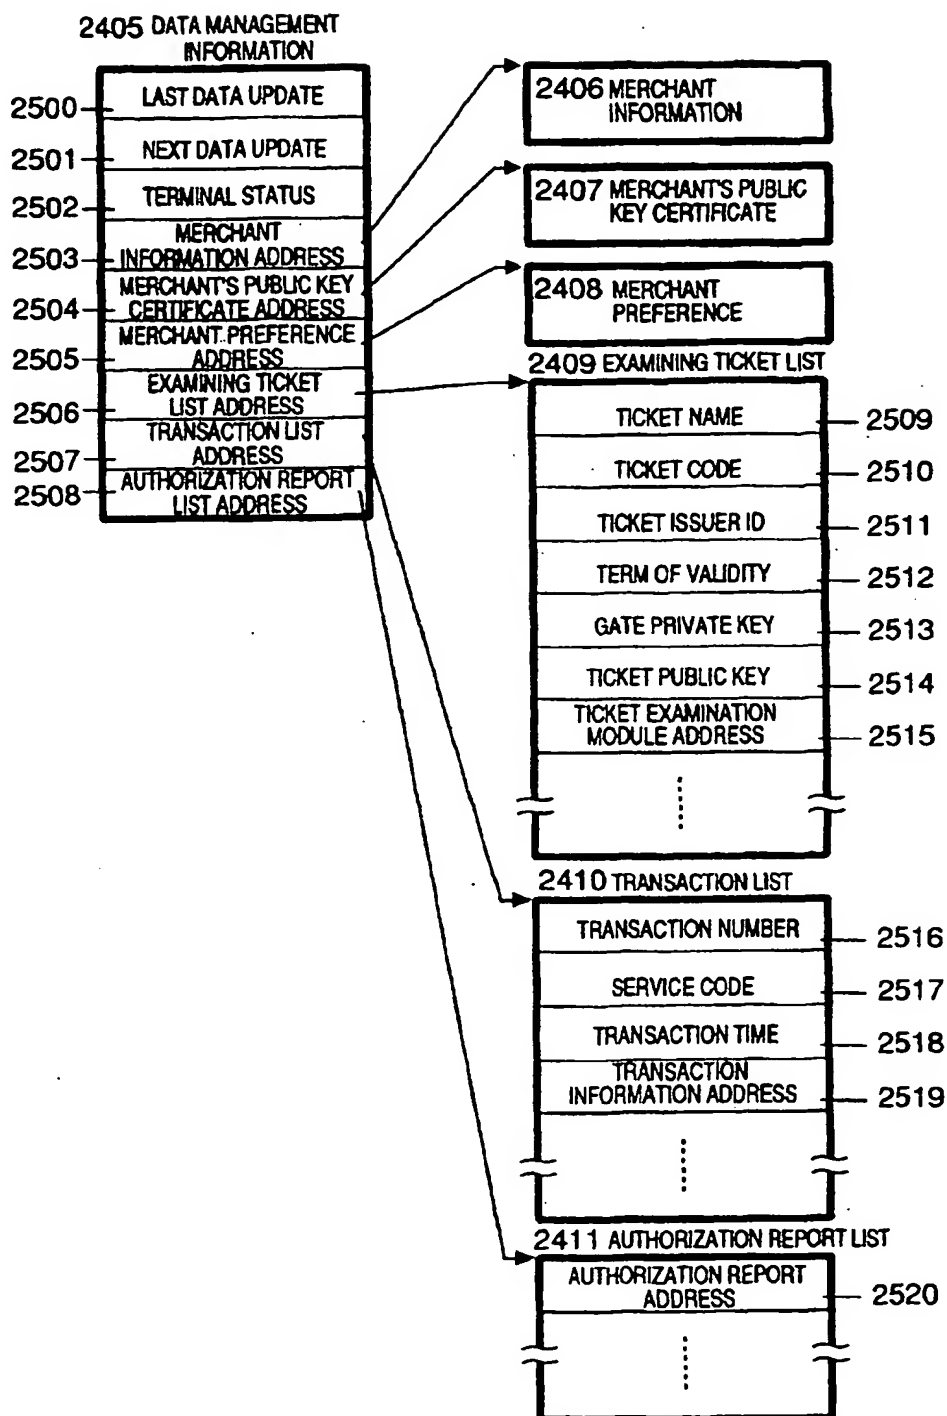 2405 DATA MANAGEMENT
INFORMATION
2500
LAST DATA UPDATE
2501
NEXT DATA UPDATE
2502
TERMINAL STATUS
2503
MERCHANT
INFORMATION ADDRESS
2504
MERCHANT'S PUBLIC KEY
CERTIFICATE ADDRESS
2505
MERCHANT PREFERENCE
ADDRESS
2506
EXAMINING TICKET
LIST ADDRESS
2507
TRANSACTION LIST
ADDRESS
2508
AUTHORIZATION REPORT
LIST ADDRESS
2406 MERCHANT
INFORMATION
2407 MERCHANT'S PUBLIC
KEY CERTIFICATE
2408 MERCHANT
PREFERENCE
2409 EXAMINING TICKET LIST
TICKET NAME
2509
TICKET CODE
2510
TICKET ISSUER ID
2511
TERM OF VALIDITY
2512
GATE PRIVATE KEY
2513
TICKET PUBLIC KEY
2514
TICKET EXAMINATION
MODULE ADDRESS
2515
2410 TRANSACTION LIST
TRANSACTION NUMBER
2516
SERVICE CODE
2517
TRANSACTION TIME
2518
TRANSACTION
INFORMATION ADDRESS
2519
2411 AUTHORIZATION REPORT LIST
AUTHORIZATION REPORT
ADDRESS
2520